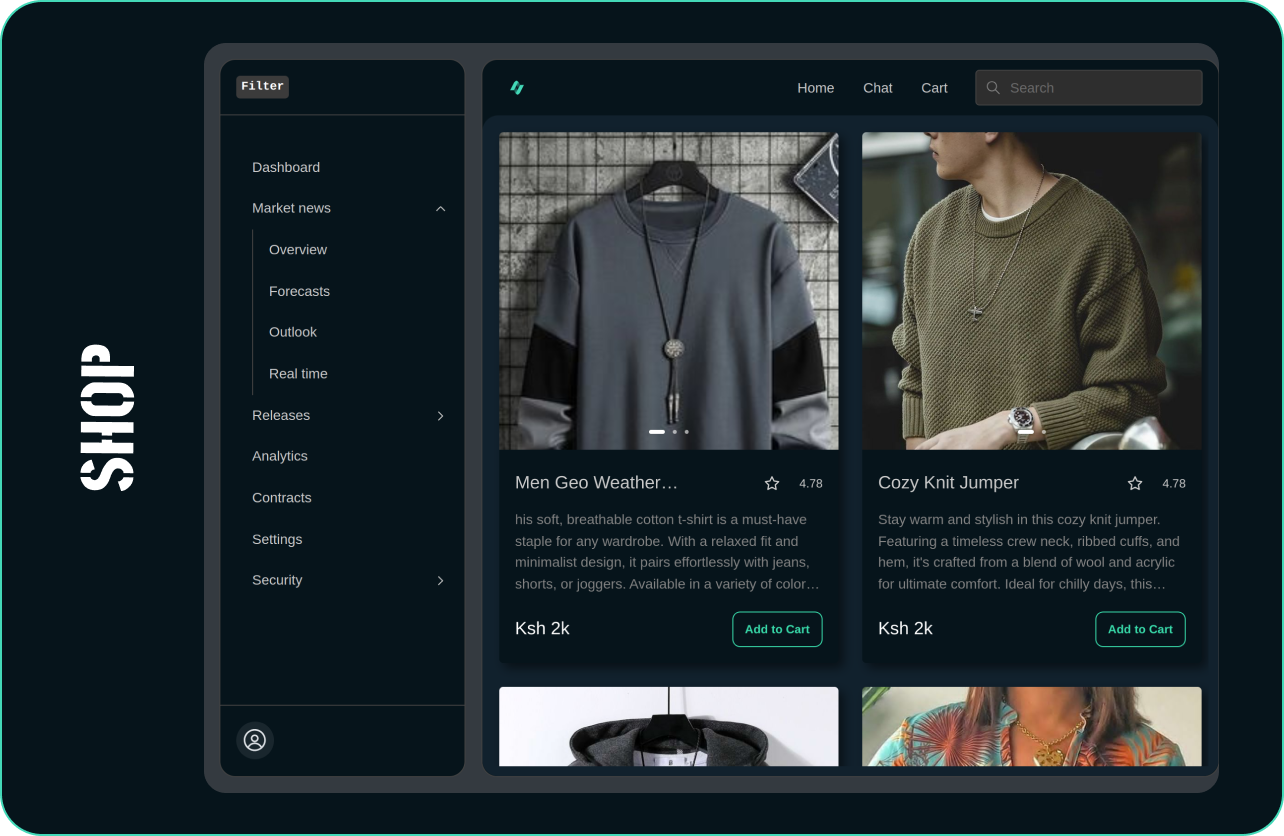 SHOP
Filter
Dashboard
Market news
Overview
Forecasts
Outlook
Real time
Releases
Analytics
Contracts
Settings
Security
Home
Chat
Cart
Search
Men Geo Weather…
4.78
his soft, breathable cotton t-shirt is a must-have
staple for any wardrobe. With a relaxed fit and
minimalist design, it pairs effortlessly with jeans,
shorts, or joggers. Available in a variety of color…
Ksh 2k
Add to Cart
Cozy Knit Jumper
4.78
Stay warm and stylish in this cozy knit jumper.
Featuring a timeless crew neck, ribbed cuffs, and
hem, it's crafted from a blend of wool and acrylic
for ultimate comfort. Ideal for chilly days, this…
Ksh 2k
Add to Cart